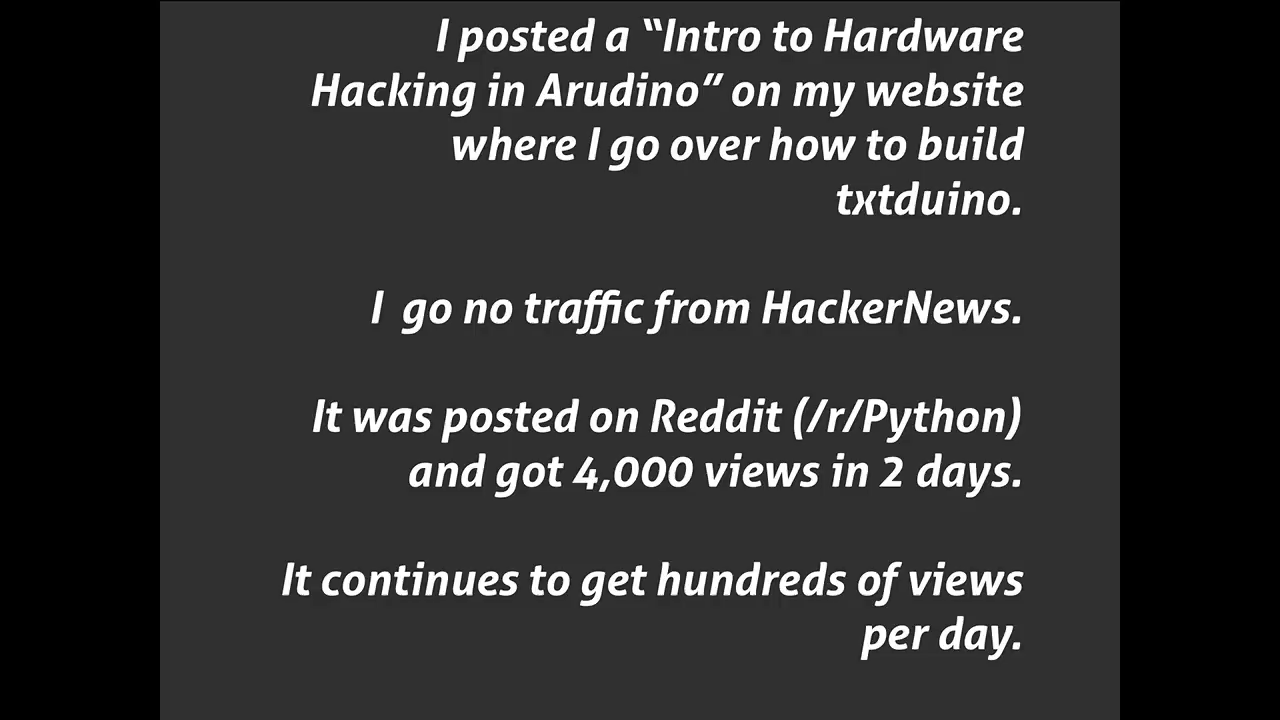 I posted a “Intro to Hardware
Hacking in Arudino” on my website
where I go over how to build
txtduino.
I go no traffic from HackerNews.
It was posted on Reddit (/r/Python)
and got 4,000 views in 2 days.
It continues to get hundreds of views
per day.